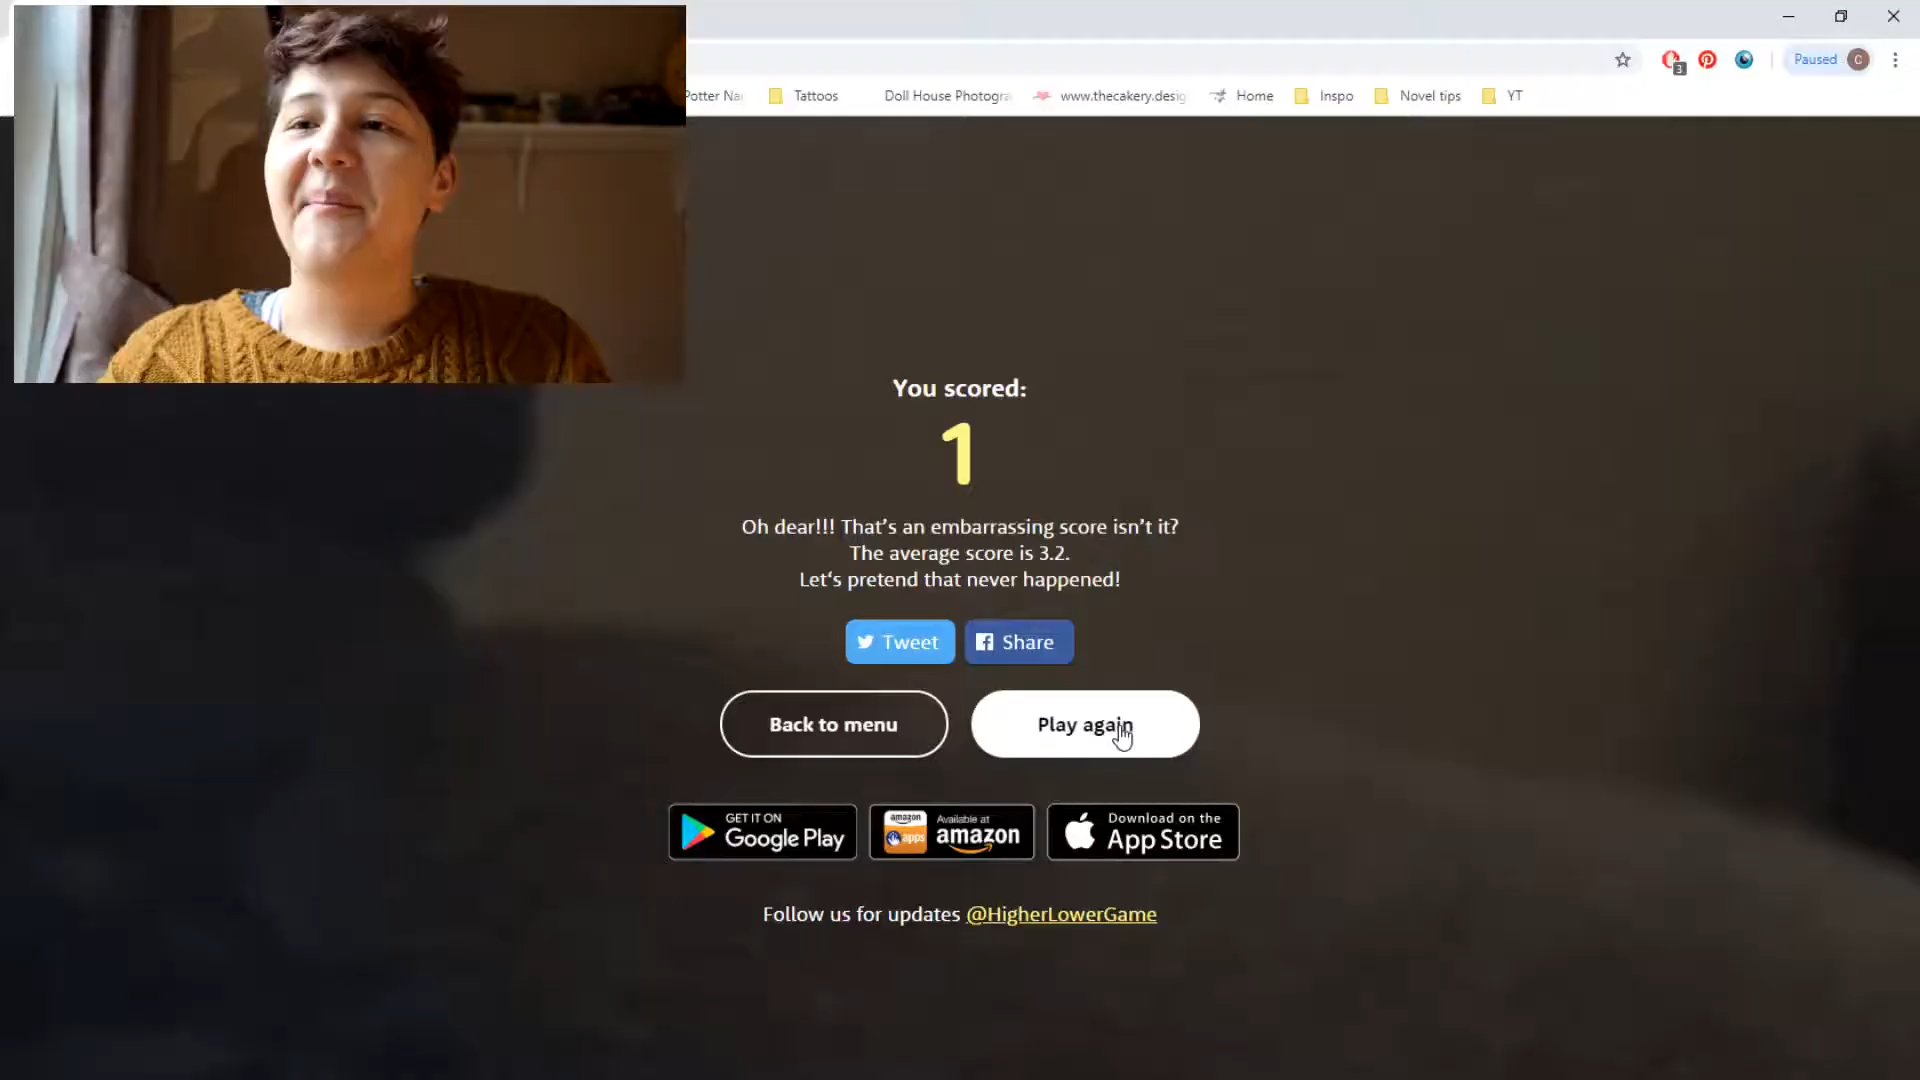 Paused C
3
Potter Na
Tattoos
Doll House Photogra
www.thecakery.desig
Home
Inspo
Novel tips
YT
You scored:
1
Oh dear!!! That's an embarrassing score isn't it?
The average score is 3.2.
Let's pretend that never happened!
Tweet
Share
Back to menu
Play again
GET IT ON
Google Play
amazon
apps
Available at
amazon
Download on the
App Store
Follow us for updates @HigherLowerGame